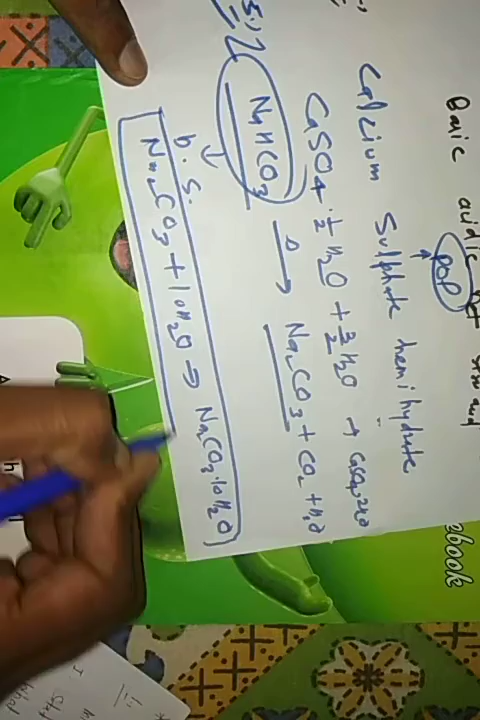 Basic acidic
POP
Calcium Sulphate hemihydrate
CaSO4 ½H2O + 3/2 H2O → CaSO4.2H2O
5.)
NaHCO3 —Δ→ Na2CO3 + CO2 + H2O
b.s.
Na2CO3 + 10H2O → Na2CO3.10H2O
ebook